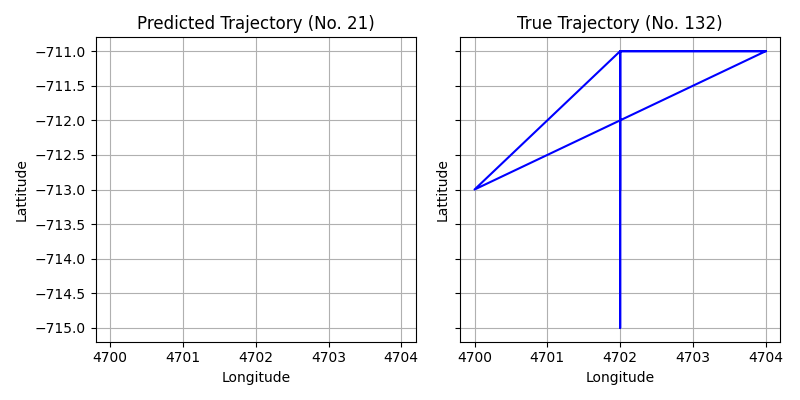 Predicted Trajectory (No. 21)
True Trajectory (No. 132)
−711.0
−711.5
−712.0
−712.5
−713.0
−713.5
−714.0
−714.5
−715.0
Lattitude
Lattitude
4700 4701 4702 4703 4704
4700 4701 4702 4703 4704
Longitude
Longitude